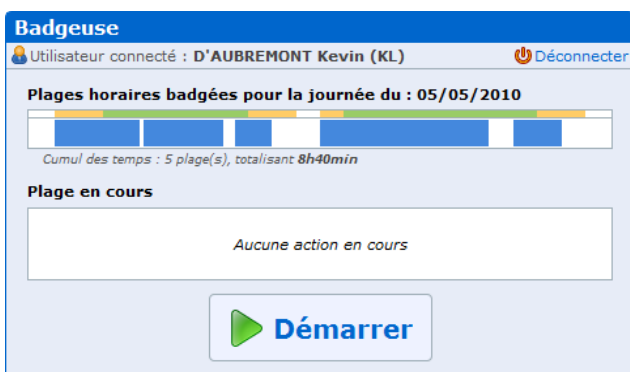 Badgeuse
Utilisateur connecté : D'AUBREMONT Kevin (KL) Déconnecter
Plages horaires badgées pour la journée du : 05/05/2010
Cumul des temps : 5 plage(s), totalisant 8h40min
Plage en cours
Aucune action en cours
Démarrer